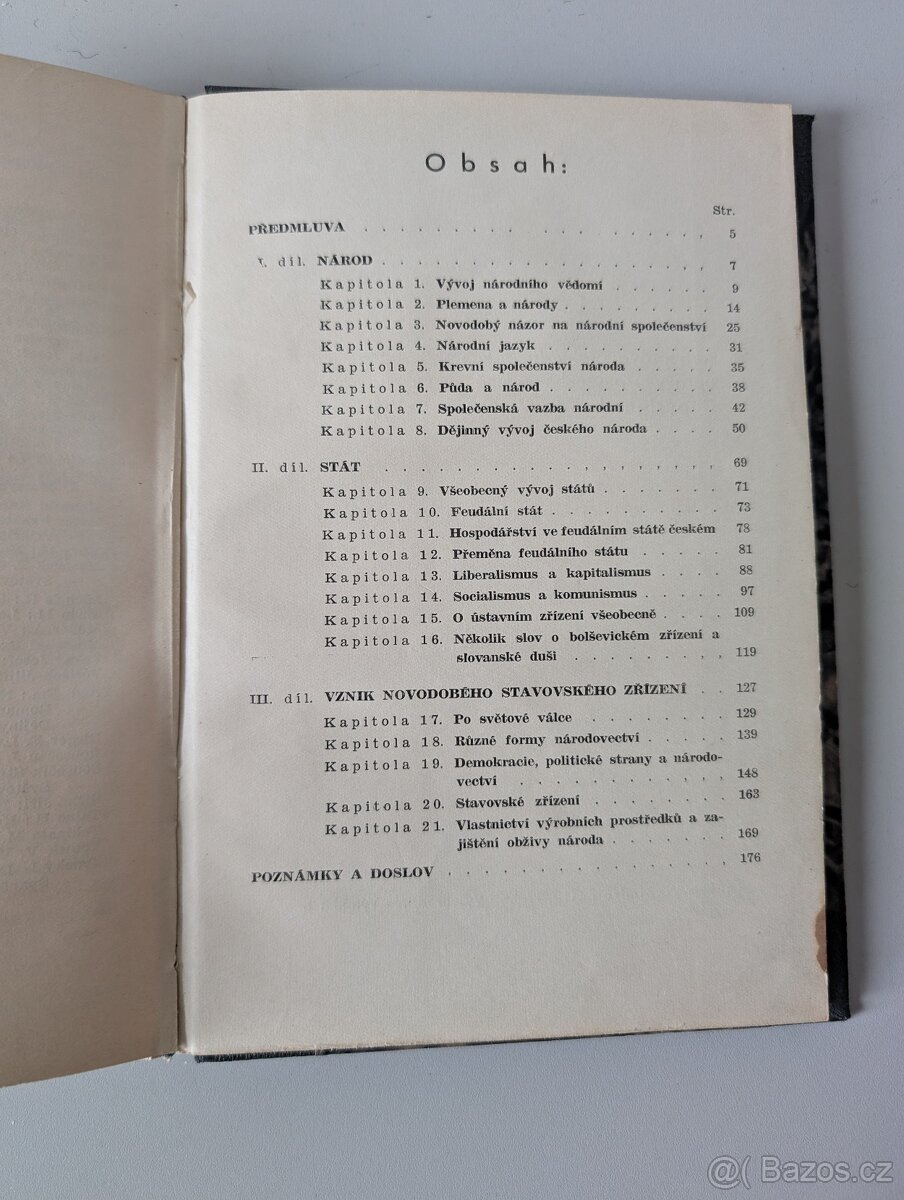 Obsah:
Str.
PŘEDMLUVA . . . . . . . . . . . . . . . 5
I. díl. NÁROD . . . . . . . . . . . . . . . 7
Kapitola 1. Vývoj národního vědomí . . . . . . 9
Kapitola 2. Plemena a národy . . . . . . . . 14
Kapitola 3. Novodobý názor na národní společenství 25
Kapitola 4. Národní jazyk . . . . . . . . . 31
Kapitola 5. Krevní společenství národa . . . . . 35
Kapitola 6. Půda a národ . . . . . . . . . 38
Kapitola 7. Společenská vazba národní . . . . . 42
Kapitola 8. Dějinný vývoj českého národa . . . . 50
II. díl. STÁT . . . . . . . . . . . . . . . 69
Kapitola 9. Všeobecný vývoj států . . . . . . . 71
Kapitola 10. Feudální stát . . . . . . . . . 73
Kapitola 11. Hospodářství ve feudálním státě českém 78
Kapitola 12. Přeměna feudálního státu . . . . . 81
Kapitola 13. Liberalismus a kapitalismus . . . . 88
Kapitola 14. Socialismus a komunismus . . . . . 97
Kapitola 15. O ústavním zřízení všeobecně . . . . 109
Kapitola 16. Několik slov o bolševickém zřízení a
slovanské duši . . . . . . . . . 119
III. díl. VZNIK NOVODOBÉHO STAVOVSKÉHO ZŘÍZENÍ . . 127
Kapitola 17. Po světové válce . . . . . . . . 129
Kapitola 18. Různé formy národovectví . . . . . 139
Kapitola 19. Demokracie, politické strany a národo-
vectví . . . . . . . . . . . 148
Kapitola 20. Stavovské zřízení . . . . . . . 163
Kapitola 21. Vlastnictví výrobních prostředků a za-
jištění obživy národa . . . . . . 169
POZNÁMKY A DOSLOV . . . . . . . . . . . . 176
@ Bazos.cz